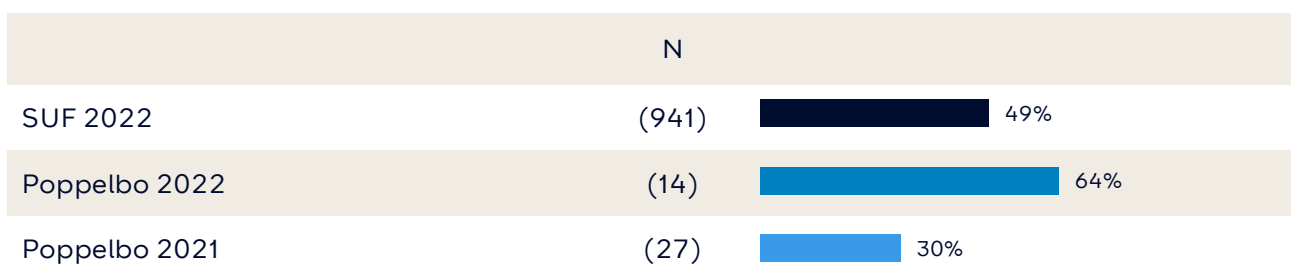 N
SUF 2022 (941) 49%
Poppelbo 2022 (14) 64%
Poppelbo 2021 (27) 30%